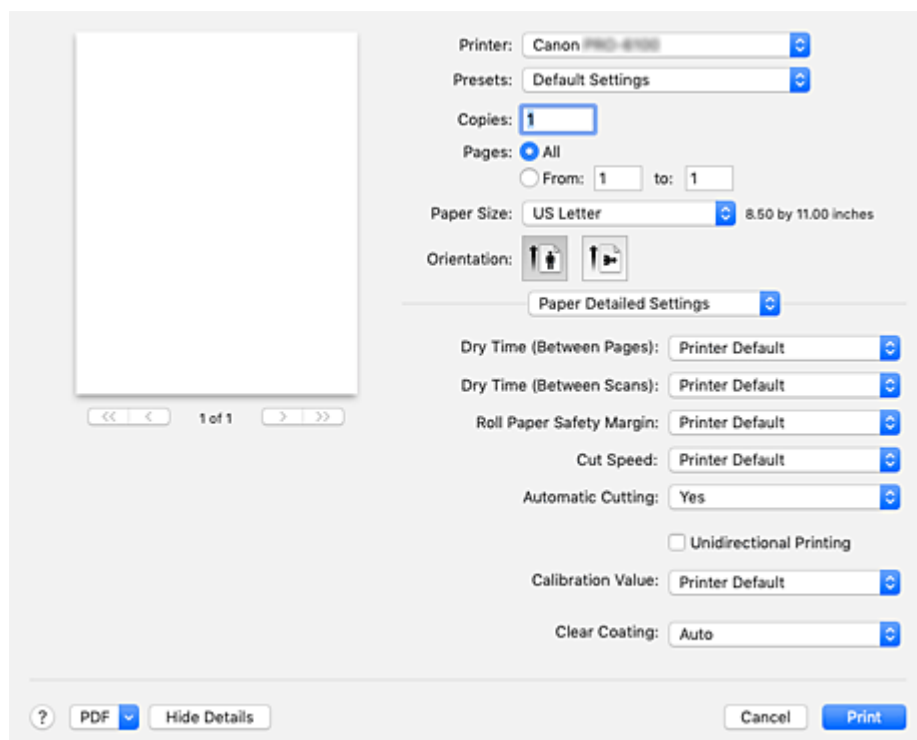 Printer: Canon
Presets: Default Settings
Copies: 1
Pages: All
From: 1 to: 1
Paper Size: US Letter 8.50 by 11.00 inches
Orientation:
Paper Detailed Settings
Dry Time (Between Pages): Printer Default
Dry Time (Between Scans): Printer Default
Roll Paper Safety Margin: Printer Default
Cut Speed: Printer Default
Automatic Cutting: Yes
Unidirectional Printing
Calibration Value: Printer Default
Clear Coating: Auto
<< < 1 of 1 > >>
? PDF Hide Details Cancel Print